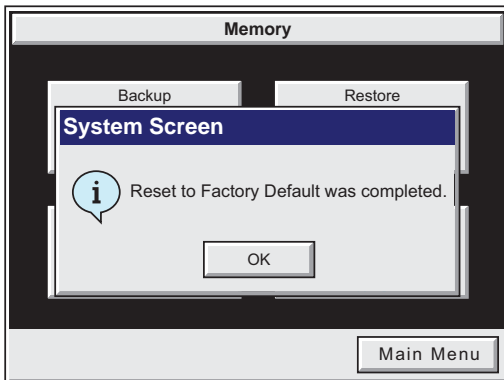 Memory
Backup
Restore
System Screen
i
Reset to Factory Default was completed.
OK
Main Menu